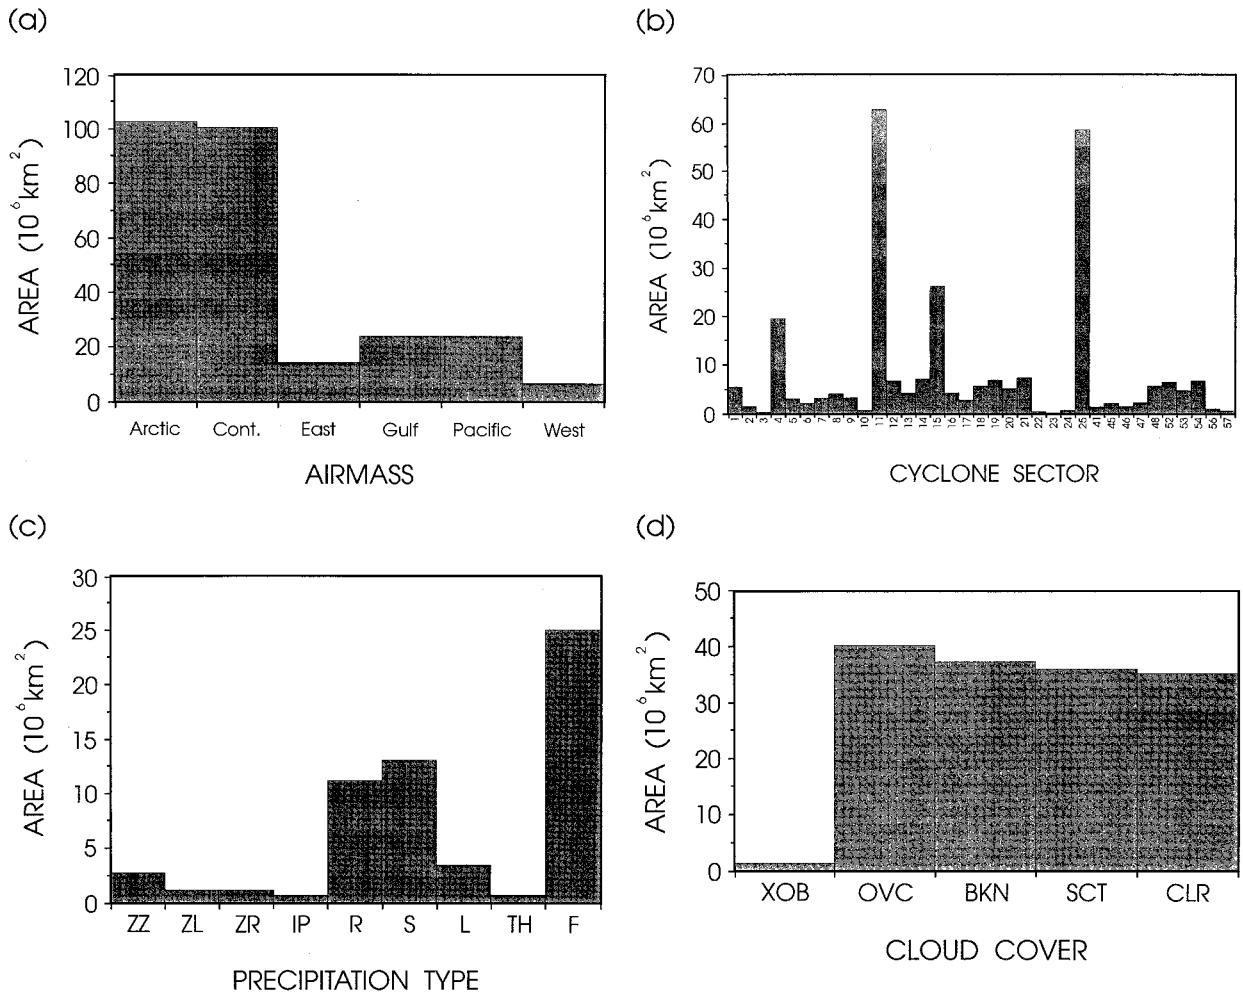 (a)
120
100
80
60
40
20
0
AREA (10⁶km²)
Arctic Cont. East Gulf Pacific West
AIRMASS
(b)
70
60
50
40
30
20
10
0
AREA (10⁶km²)
1 2 3 4 5 6 7 8 9 10 11 12 13 14 15 16 17 18 19 20 21 22 23 24 25 41 45 46 47 48 52 53 54 56 57
CYCLONE SECTOR
(c)
30
25
20
15
10
5
0
AREA (10⁶km²)
ZZ ZL ZR IP R S L TH F
PRECIPITATION TYPE
(d)
50
40
30
20
10
0
AREA (10⁶km²)
XOB OVC BKN SCT CLR
CLOUD COVER